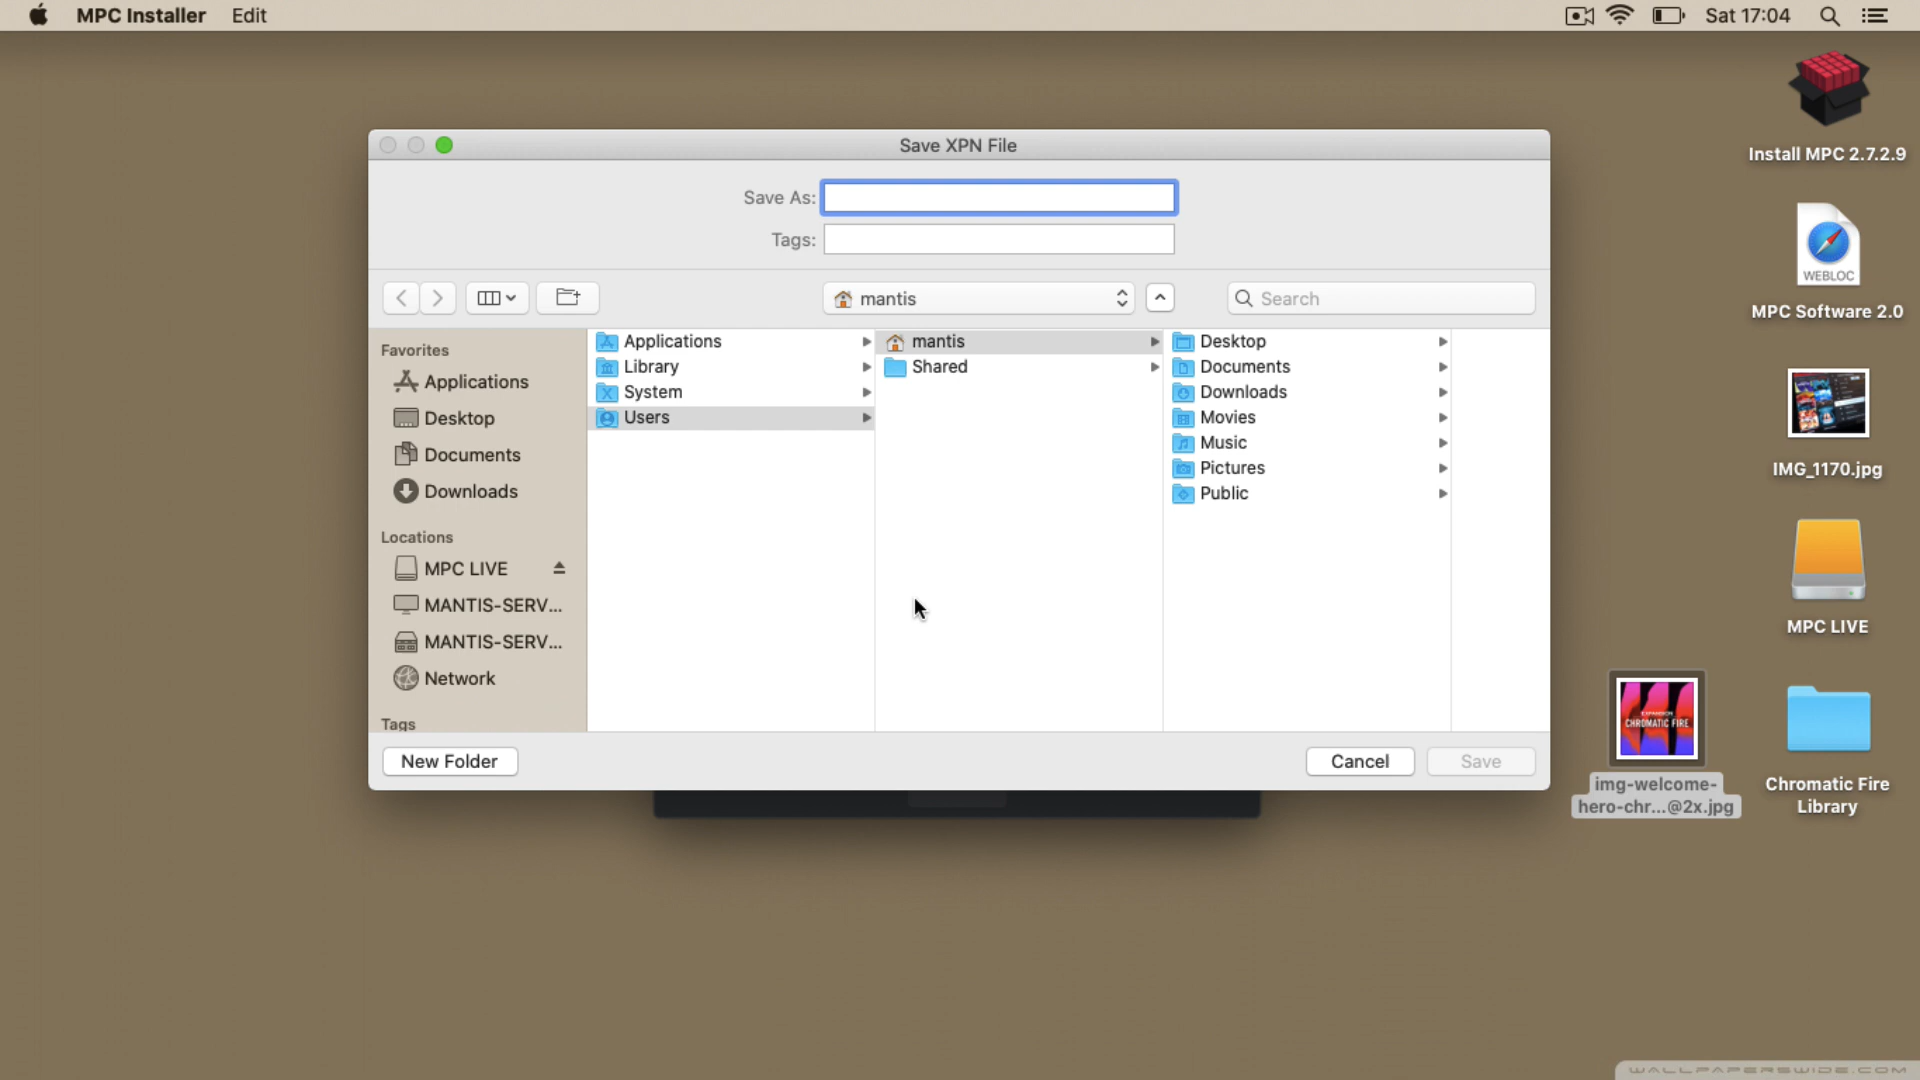 MPC Installer Edit
Sat 17:04
Save XPN File
Save As:
Tags:
mantis
Search
Favorites
Applications
Desktop
Documents
Downloads
Locations
MPC LIVE
MANTIS-SERV...
MANTIS-SERV...
Network
Tags
Applications
Library
System
Users
mantis
Shared
Desktop
Documents
Downloads
Movies
Music
Pictures
Public
New Folder
Cancel
Save
Install MPC 2.7.2.9
WEBLOC
MPC Software 2.0
IMG_1170.jpg
MPC LIVE
EXPANSION
CHROMATIC FIRE
img-welcome-
hero-chr...@2x.jpg
Chromatic Fire
Library
WALLPAPERSWIDE.COM